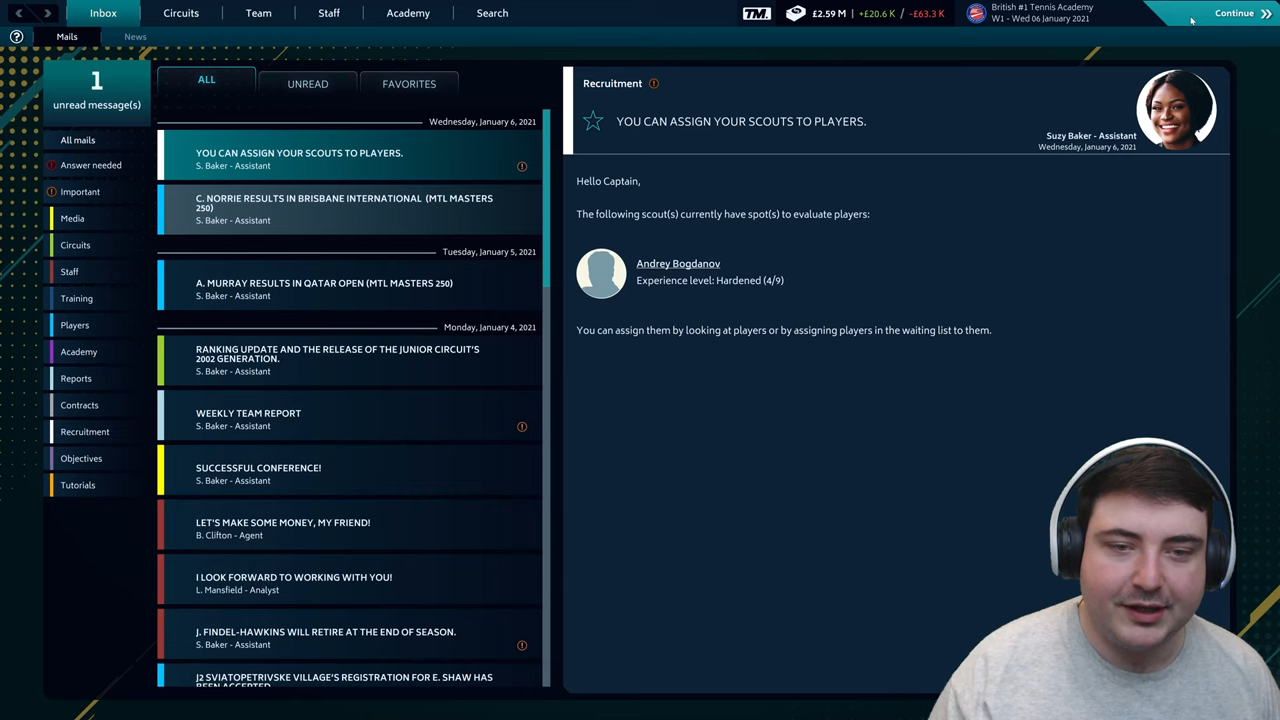 Inbox
Circuits
Team
Staff
Academy
Search
TM.
£2.59 M
+£20.6 K / -£63.3 K
British #1 Tennis Academy
W1 - Wed 06 January 2021
Continue
?
Mails
News
1
unread message(s)
All mails
Answer needed
Important
Media
Circuits
Staff
Training
Players
Academy
Reports
Contracts
Recruitment
Objectives
Tutorials
ALL
UNREAD
FAVORITES
Wednesday, January 6, 2021
YOU CAN ASSIGN YOUR SCOUTS TO PLAYERS.
S. Baker - Assistant
C. NORRIE RESULTS IN BRISBANE INTERNATIONAL (MTL MASTERS
250)
S. Baker - Assistant
Tuesday, January 5, 2021
A. MURRAY RESULTS IN QATAR OPEN (MTL MASTERS 250)
S. Baker - Assistant
Monday, January 4, 2021
RANKING UPDATE AND THE RELEASE OF THE JUNIOR CIRCUIT'S
2002 GENERATION.
S. Baker - Assistant
WEEKLY TEAM REPORT
S. Baker - Assistant
SUCCESSFUL CONFERENCE!
S. Baker - Assistant
LET'S MAKE SOME MONEY, MY FRIEND!
B. Clifton - Agent
I LOOK FORWARD TO WORKING WITH YOU!
L. Mansfield - Analyst
J. FINDEL-HAWKINS WILL RETIRE AT THE END OF SEASON.
S. Baker - Assistant
J2 SVIATOPETRIVSKE VILLAGE'S REGISTRATION FOR E. SHAW HAS
BEEN ACCEPTED
Recruitment
YOU CAN ASSIGN YOUR SCOUTS TO PLAYERS.
Suzy Baker - Assistant
Wednesday, January 6, 2021
Hello Captain,
The following scout(s) currently have spot(s) to evaluate players:
Andrey Bogdanov
Experience level: Hardened (4/9)
You can assign them by looking at players or by assigning players in the waiting list to them.